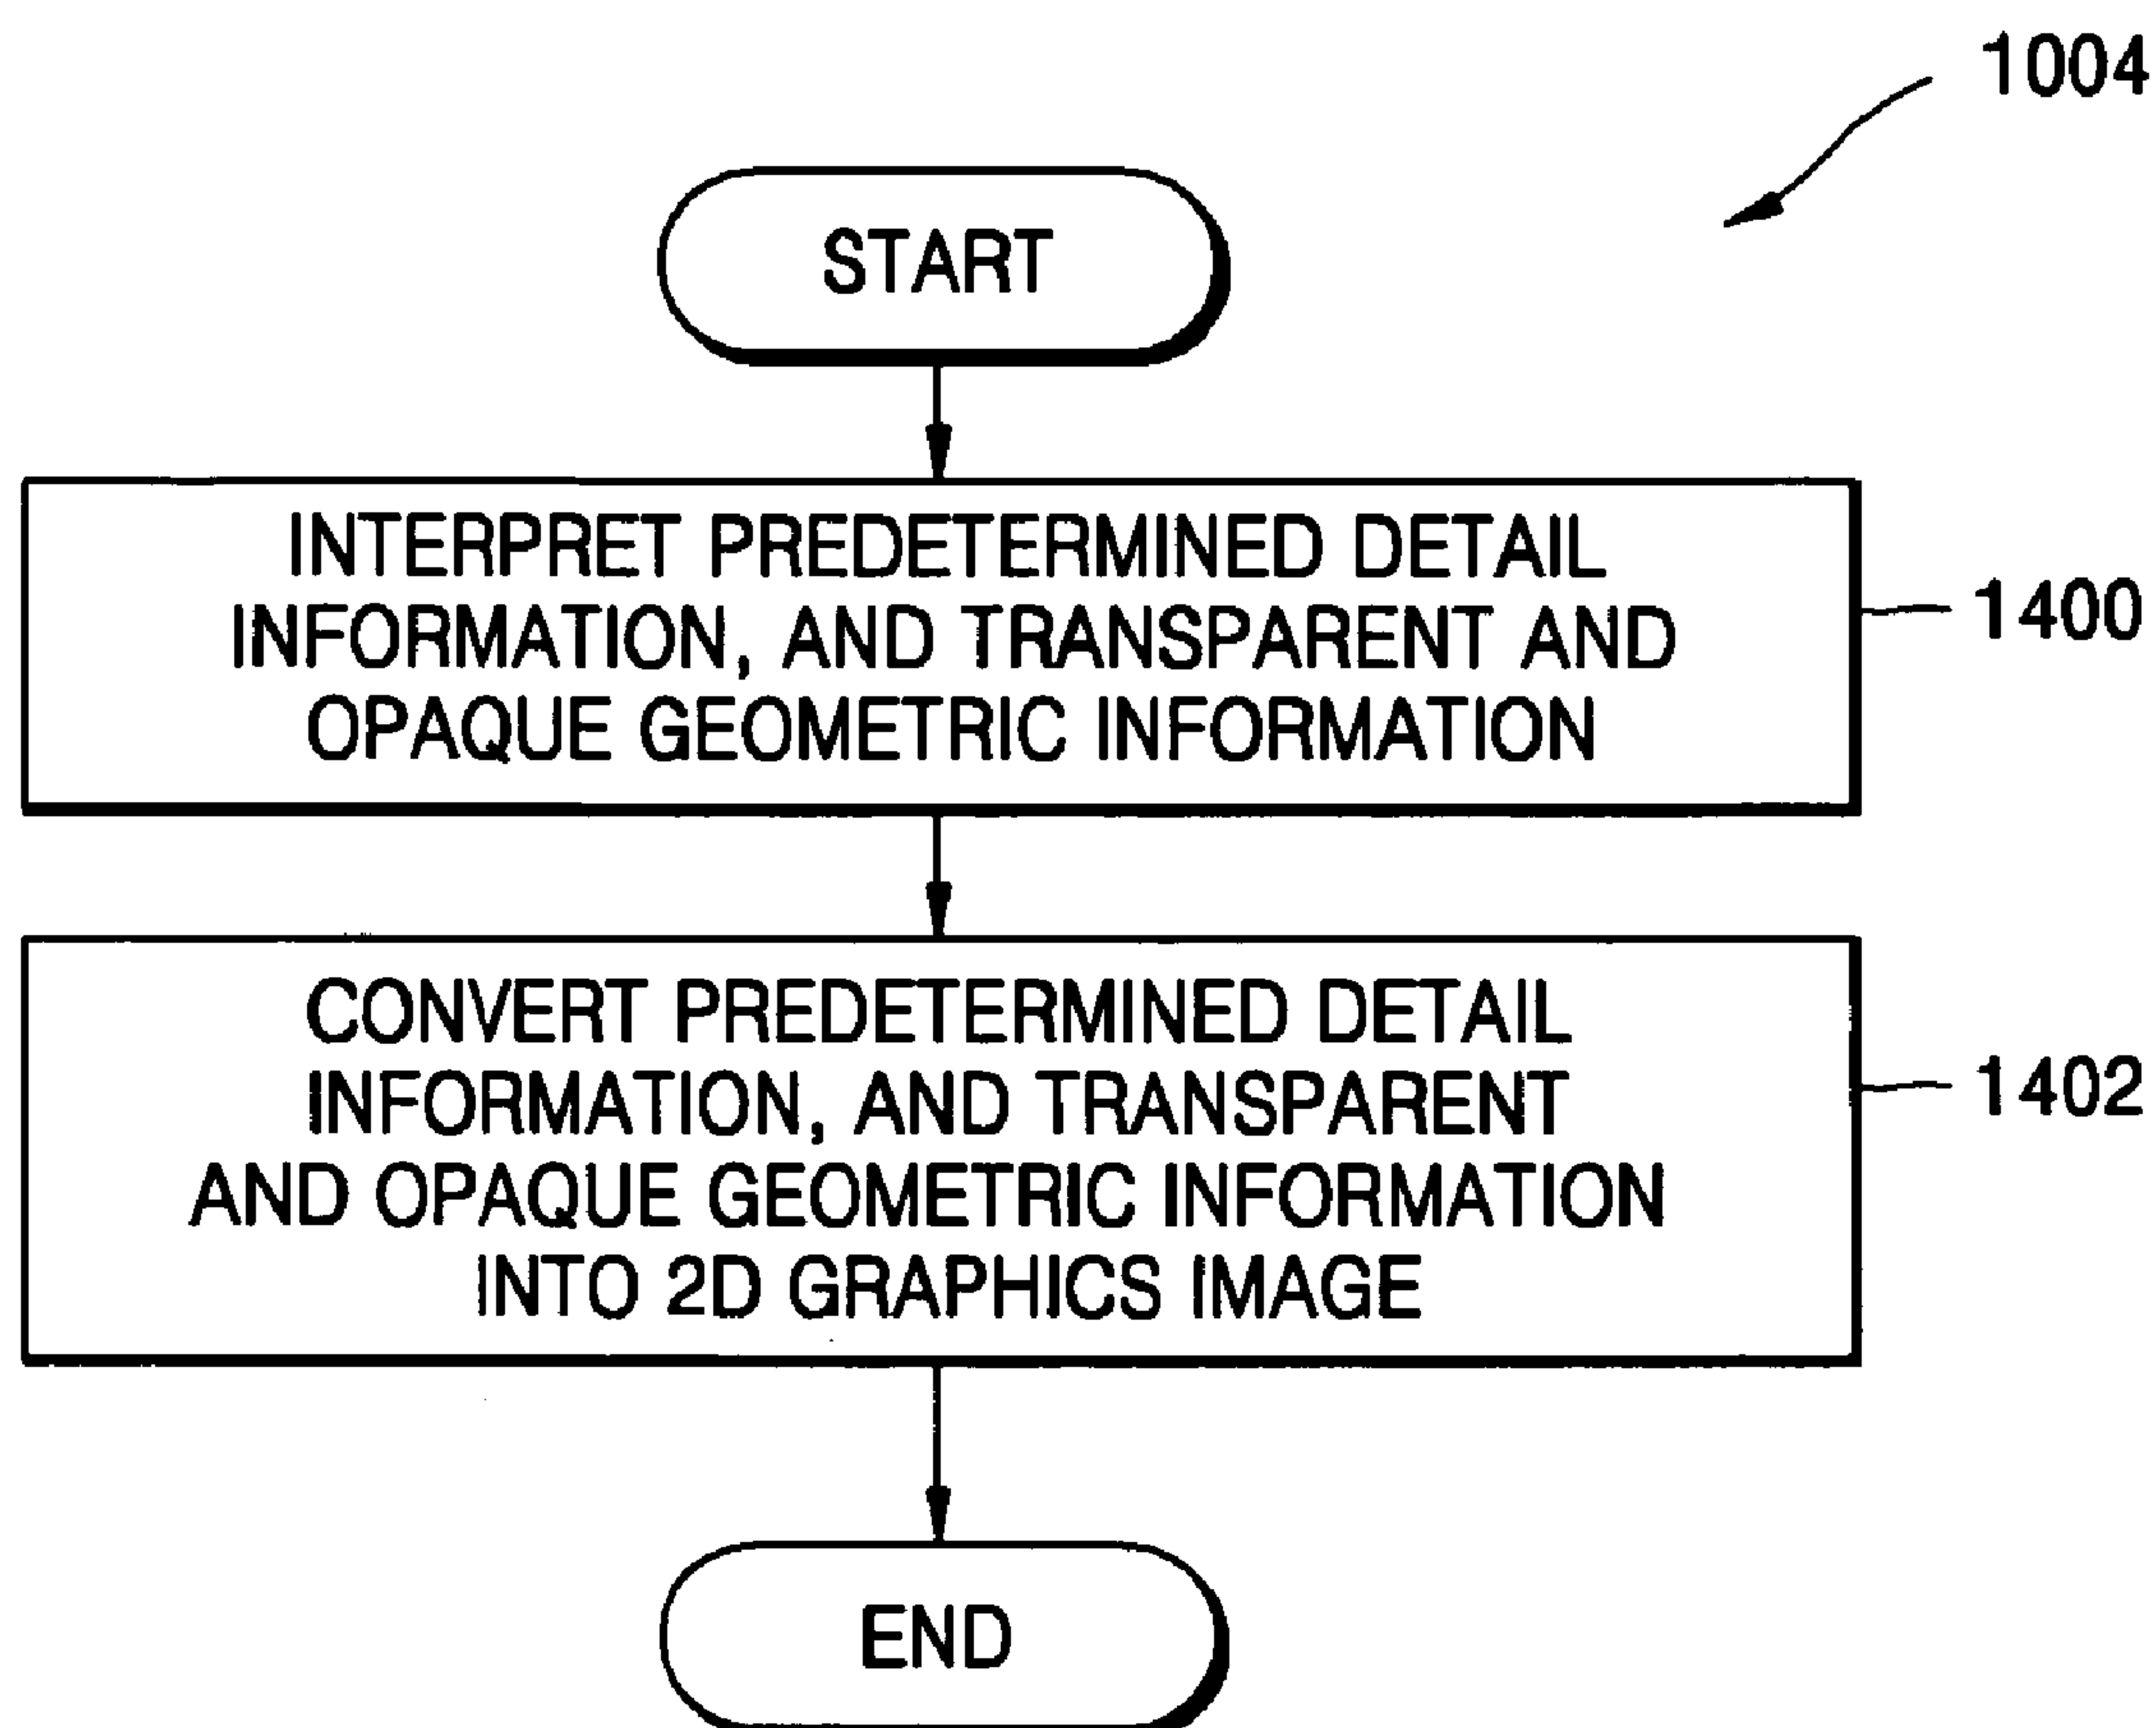 1004
START
INTERPRET PREDETERMINED DETAIL
INFORMATION, AND TRANSPARENT AND
OPAQUE GEOMETRIC INFORMATION
1400
CONVERT PREDETERMINED DETAIL
INFORMATION, AND TRANSPARENT
AND OPAQUE GEOMETRIC INFORMATION
INTO 2D GRAPHICS IMAGE
1402
END